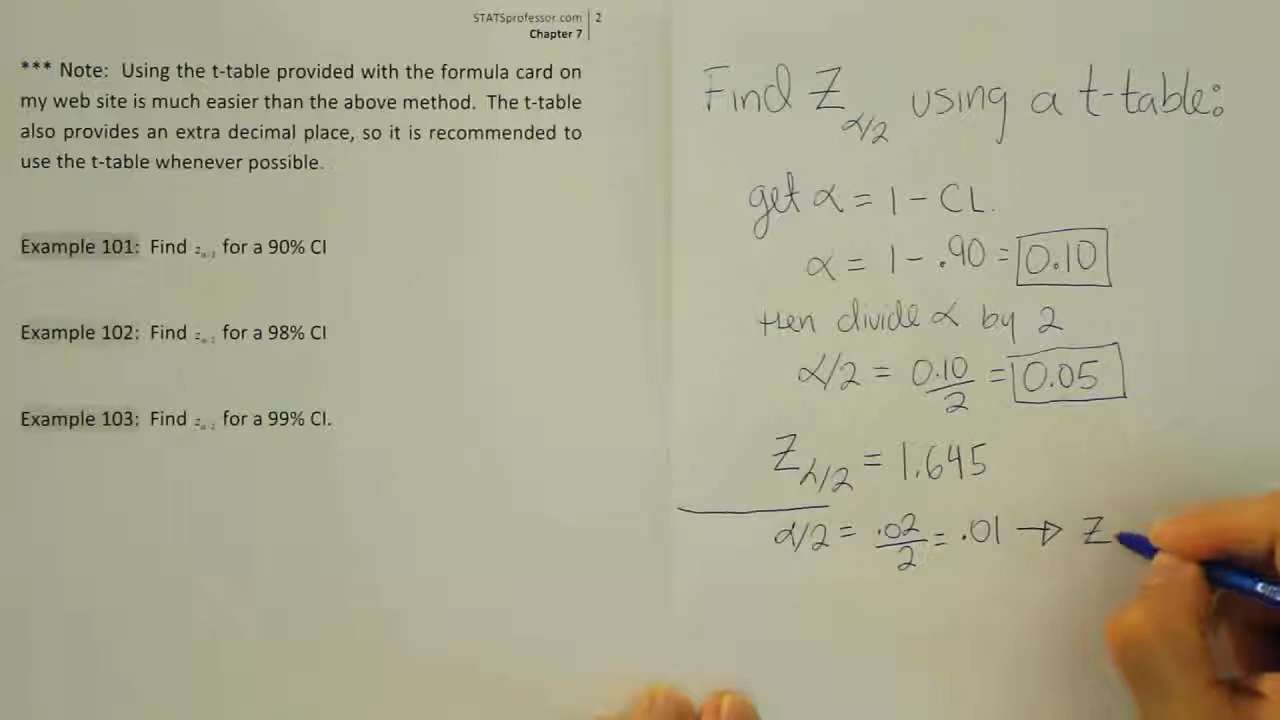 STATSprofessor.com | 2
Chapter 7
*** Note: Using the t-table provided with the formula card on
my web site is much easier than the above method. The t-table
also provides an extra decimal place, so it is recommended to
use the t-table whenever possible.
Example 101: Find z α/2 for a 90% CI
Example 102: Find z α/2 for a 98% CI
Example 103: Find z α/2 for a 99% CI.
Find Z α/2 using a t-table:
get α = 1 - CL.
α = 1 - .90 = 0.10
then divide α by 2
α/2 = 0.10/2 = 0.05
Z α/2 = 1.645
α/2 = .02/2 = .01 → Z